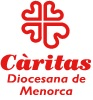 Càritas
Diocesana de
Menorca